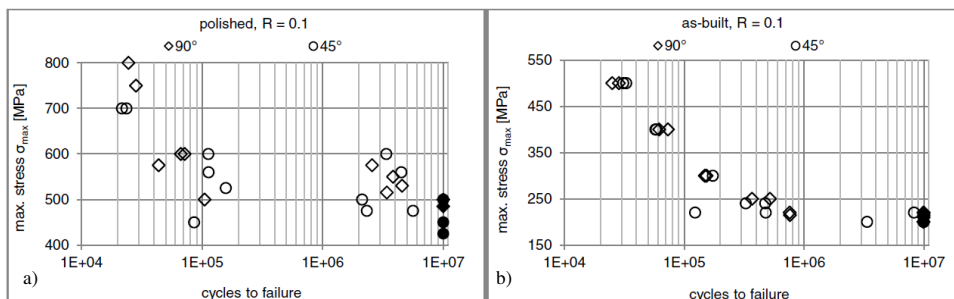 polished, R = 0.1
◇90° ○45°
max. stress σmax [MPa]
800
700
600
500
400
1E+04 1E+05 1E+06 1E+07
a)
cycles to failure
as-built, R = 0.1
◇90° ○45°
max. stress σmax [MPa]
550
450
350
250
150
1E+04 1E+05 1E+06 1E+07
b)
cycles to failure